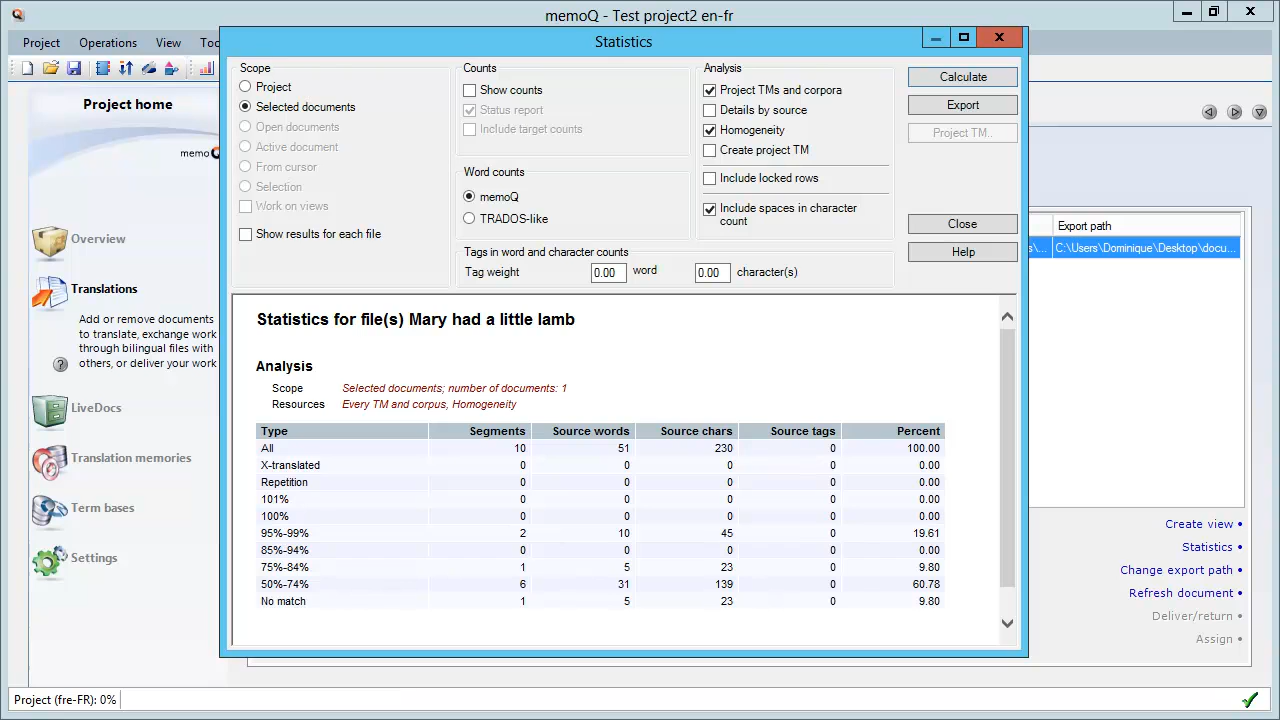 memoQ - Test project2 en-fr
Project Operations View Too
Statistics
Project home
memoQ
Overview
Translations
Add or remove documents
to translate, exchange work
through bilingual files with
others, or deliver your work
?
LiveDocs
Translation memories
Term bases
Settings
Scope
Project
Selected documents
Open documents
Active document
From cursor
Selection
Work on views
Show results for each file
Counts
Show counts
Status report
Include target counts
Word counts
memoQ
TRADOS-like
Tags in word and character counts
Tag weight 0.00 word 0.00 character(s)
Analysis
Project TMs and corpora
Details by source
Homogeneity
Create project TM
Include locked rows
Include spaces in character
count
Calculate
Export
Project TM..
Close
Help
Statistics for file(s) Mary had a little lamb
Analysis
Scope Selected documents; number of documents: 1
Resources Every TM and corpus, Homogeneity
Type Segments Source words Source chars Source tags Percent
All 10 51 230 0 100.00
X-translated 0 0 0 0 0.00
Repetition 0 0 0 0 0.00
101% 0 0 0 0 0.00
100% 0 0 0 0 0.00
95%-99% 2 10 45 0 19.61
85%-94% 0 0 0 0 0.00
75%-84% 1 5 23 0 9.80
50%-74% 6 31 139 0 60.78
No match 1 5 23 0 9.80
Export path
s\... C:\Users\Dominique\Desktop\docu...
Create view
Statistics
Change export path
Refresh document
Deliver/return
Assign
Project (fre-FR): 0%